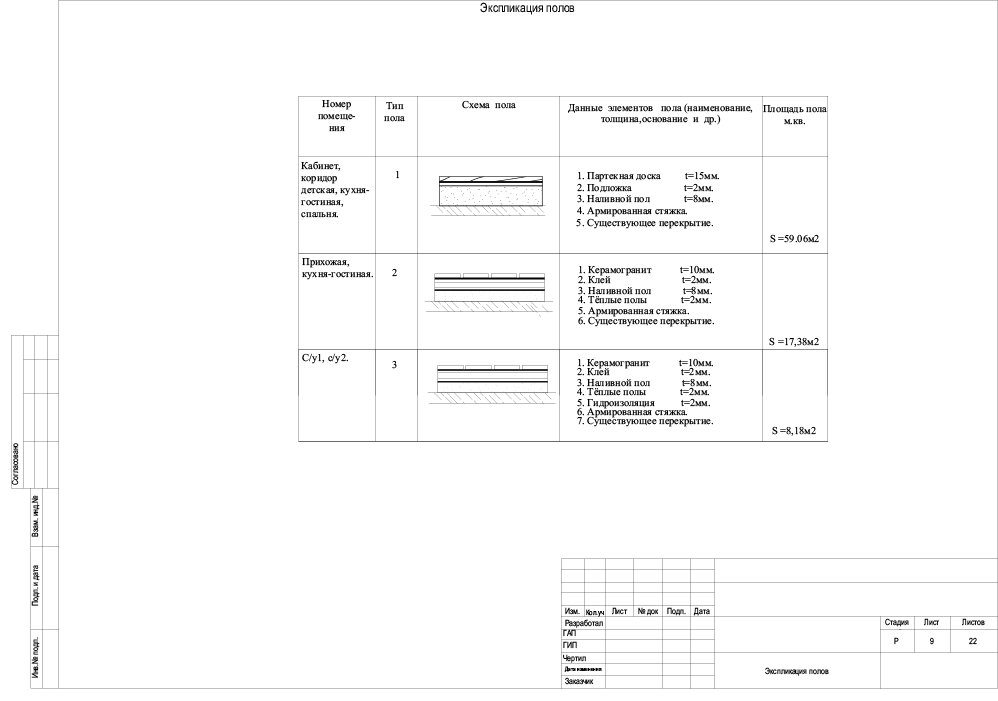 Экспликация полов
Номер
помеще-
ния
Тип
пола
Схема пола
Данные элементов пола (наименование,
толщина,основание и др.)
Площадь пола
м.кв.
Кабинет,
коридор
детская, кухня-
гостиная,
спальня.
1
1. Партекная доска t=15мм.
2. Подложка t=2мм.
3. Наливной пол t=8мм.
4. Армированная стяжка.
5. Существующее перекрытие.
S =59.06м2
Прихожая,
кухня-гостиная.
2
1. Керамогранит t=10мм.
2. Клей t=2мм.
3. Наливной пол t=8мм.
4. Тёплые полы t=2мм.
5. Армированная стяжка.
6. Существующее перекрытие.
S =17,38м2
С/у1, с/у2.
3
1. Керамогранит t=10мм.
2. Клей t=2мм.
3. Наливной пол t=8мм.
4. Тёплые полы t=2мм.
5. Гидроизоляция t=2мм.
6. Армированная стяжка.
7. Существующее перекрытие.
S =8,18м2
Согласовано
Взам. инд.№
Подп. и дата
Инв.№ подл.
Изм. Кол.уч Лист № док Подп. Дата
Разработал
ГАП
ГИП
Чертил
Дата изменения
Заказчик
Стадия Лист Листов
Р 9 22
Экспликация полов